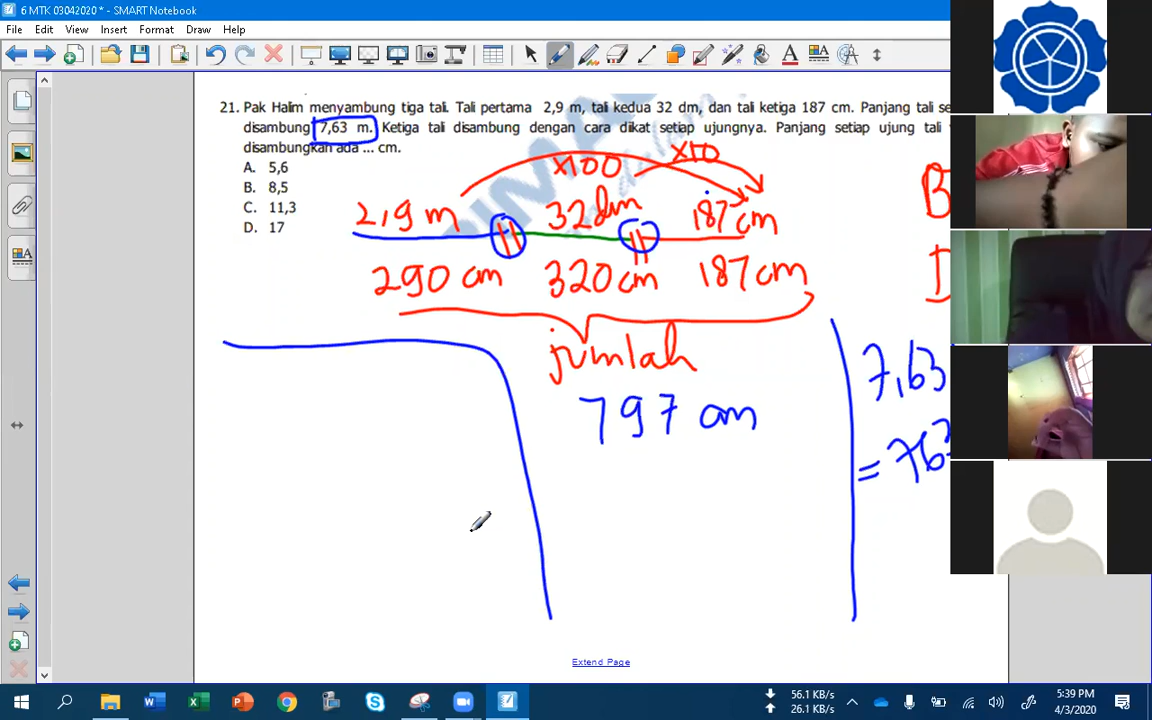 6 MTK 03042020 * - SMART Notebook
File Edit View Insert Format Draw Help
21. Pak Halim menyambung tiga tali. Tali pertama 2,9 m, tali kedua 32 dm, dan tali ketiga 187 cm. Panjang tali se
disambung 7,63 m. Ketiga tali disambung dengan cara diikat setiap ujungnya. Panjang setiap ujung tali
disambungkan ada ... cm.
A. 5,6
B. 8,5
C. 11,3
D. 17
x100 x10
2,9 m 32 dm 187 cm
290 cm 320 cm 187 cm
jumlah
797 cm
7,63
= 763
B
D
Extend Page
56.1 KB/s
26.1 KB/s
5:39 PM
4/3/2020